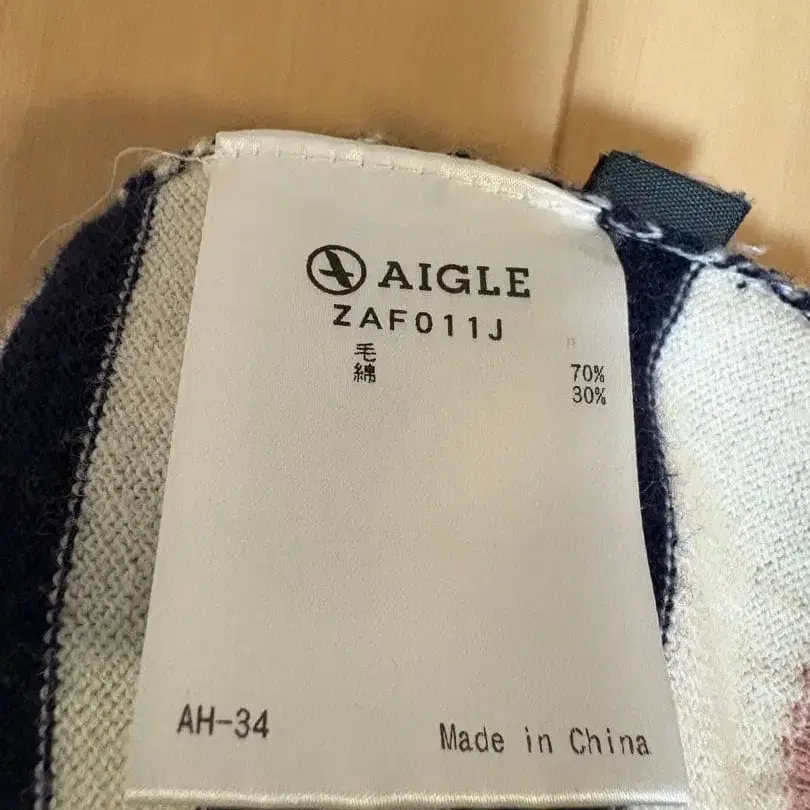 AIGLE
ZAF011J
毛 70%
綿 30%
AH-34 Made in China